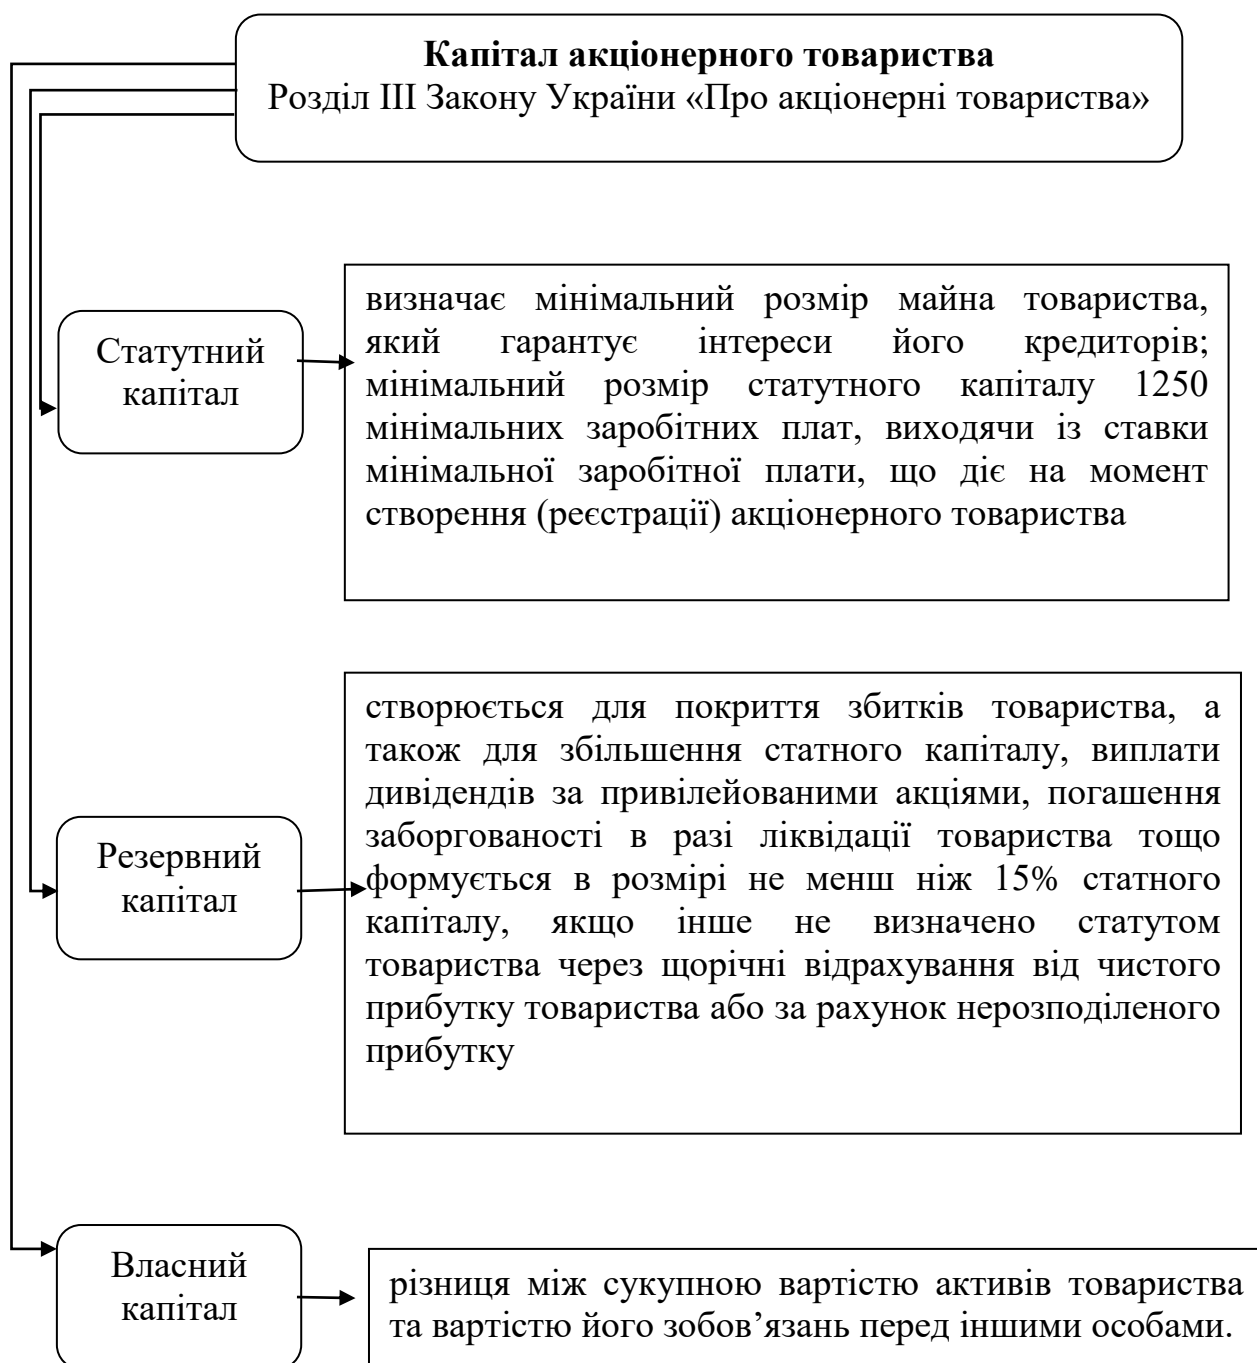 Капітал акціонерного товариства
Розділ ІІІ Закону України «Про акціонерні товариства»
Статутний
капітал
визначає мінімальний розмір майна товариства,
який гарантує інтереси його кредиторів;
мінімальний розмір статутного капіталу 1250
мінімальних заробітних плат, виходячи із ставки
мінімальної заробітної плати, що діє на момент
створення (реєстрації) акціонерного товариства
Резервний
капітал
створюється для покриття збитків товариства, а
також для збільшення статного капіталу, виплати
дивідендів за привілейованими акціями, погашення
заборгованості в разі ліквідації товариства тощо
формується в розмірі не менш ніж 15% статного
капіталу, якщо інше не визначено статутом
товариства через щорічні відрахування від чистого
прибутку товариства або за рахунок нерозподіленого
прибутку
Власний
капітал
різниця між сукупною вартістю активів товариства
та вартістю його зобов’язань перед іншими особами.